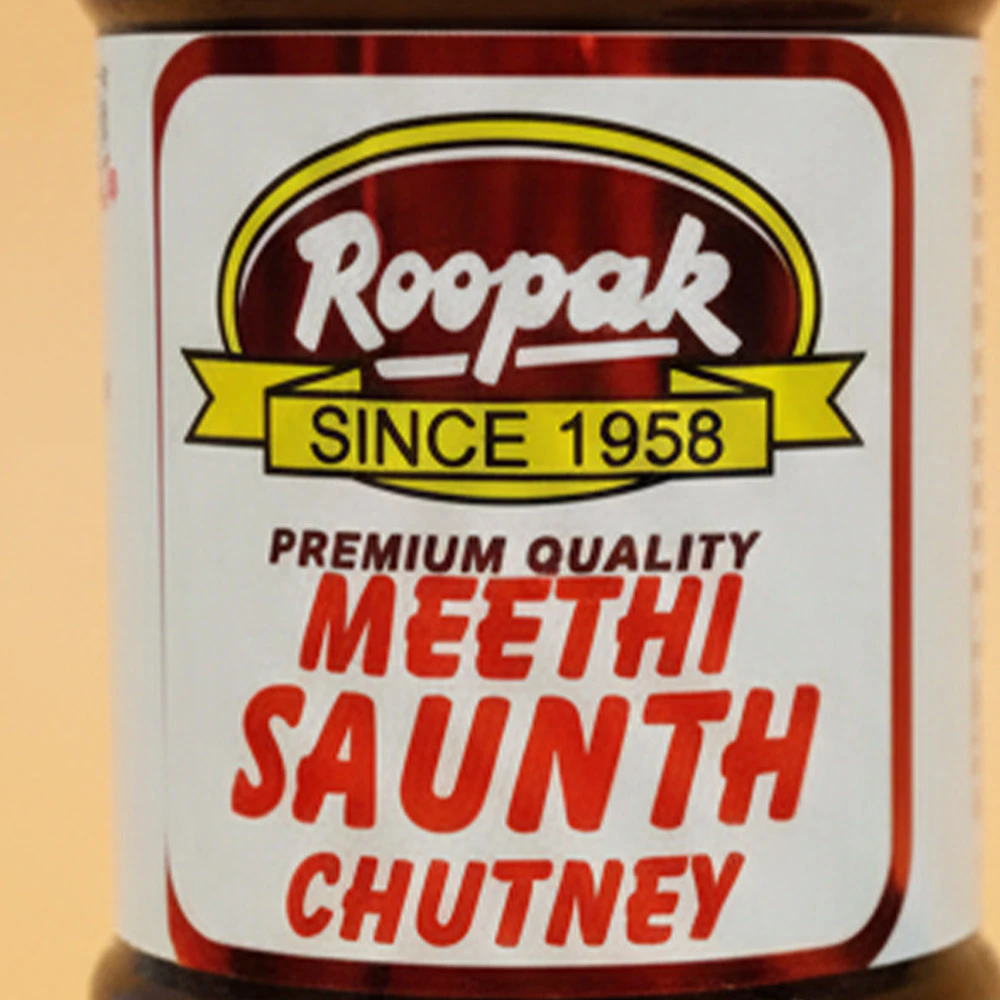 Roopak
SINCE 1958
PREMIUM QUALITY
MEETHI
SAUNTH
CHUTNEY